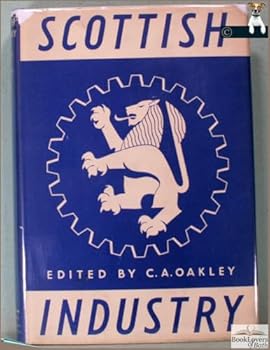 SCOTTISH
©
EDITED BY C.A.OAKLEY
INDUSTRY
BookLovers
of Bath